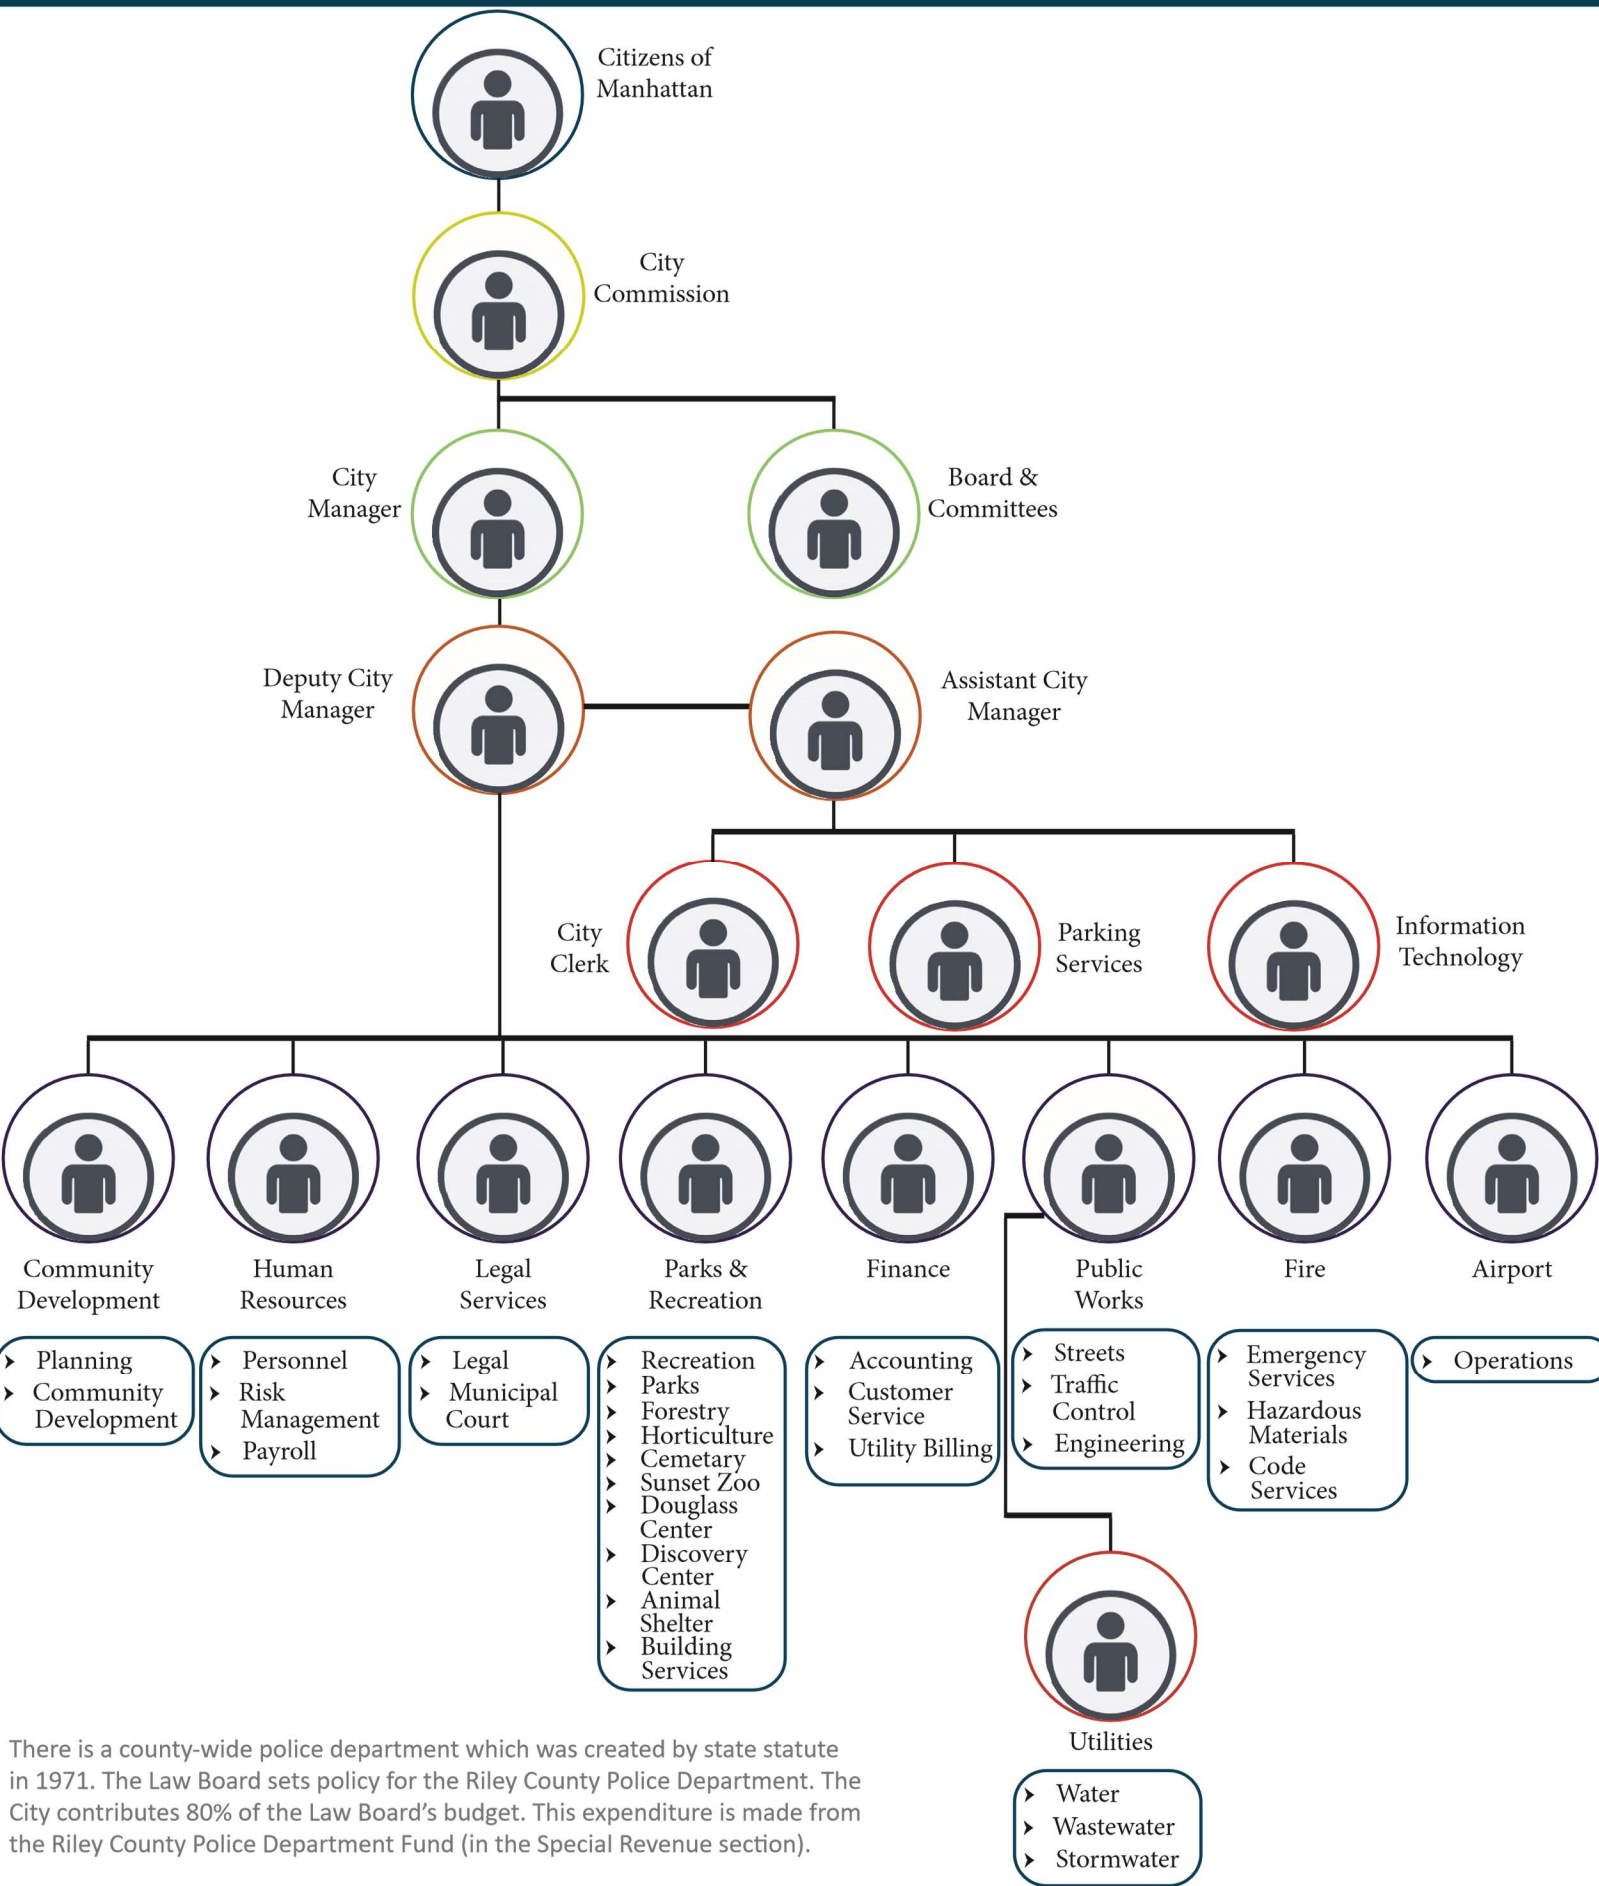 Citizens of
Manhattan
City
Commission
City
Manager
Board &
Committees
Deputy City
Manager
Assistant City
Manager
City
Clerk
Parking
Services
Information
Technology
Community
Development
➤ Planning
➤ Community
Development
Human
Resources
➤ Personnel
➤ Risk
Management
➤ Payroll
Legal
Services
➤ Legal
➤ Municipal
Court
Parks &
Recreation
➤ Recreation
➤ Parks
➤ Forestry
➤ Horticulture
➤ Cemetary
➤ Sunset Zoo
➤ Douglass
Center
➤ Discovery
Center
➤ Animal
Shelter
➤ Building
Services
Finance
➤ Accounting
➤ Customer
Service
➤ Utility Billing
Public
Works
➤ Streets
➤ Traffic
Control
➤ Engineering
Fire
➤ Emergency
Services
➤ Hazardous
Materials
➤ Code
Services
Airport
➤ Operations
Utilities
➤ Water
➤ Wastewater
➤ Stormwater
There is a county-wide police department which was created by state statute
in 1971. The Law Board sets policy for the Riley County Police Department. The
City contributes 80% of the Law Board’s budget. This expenditure is made from
the Riley County Police Department Fund (in the Special Revenue section).